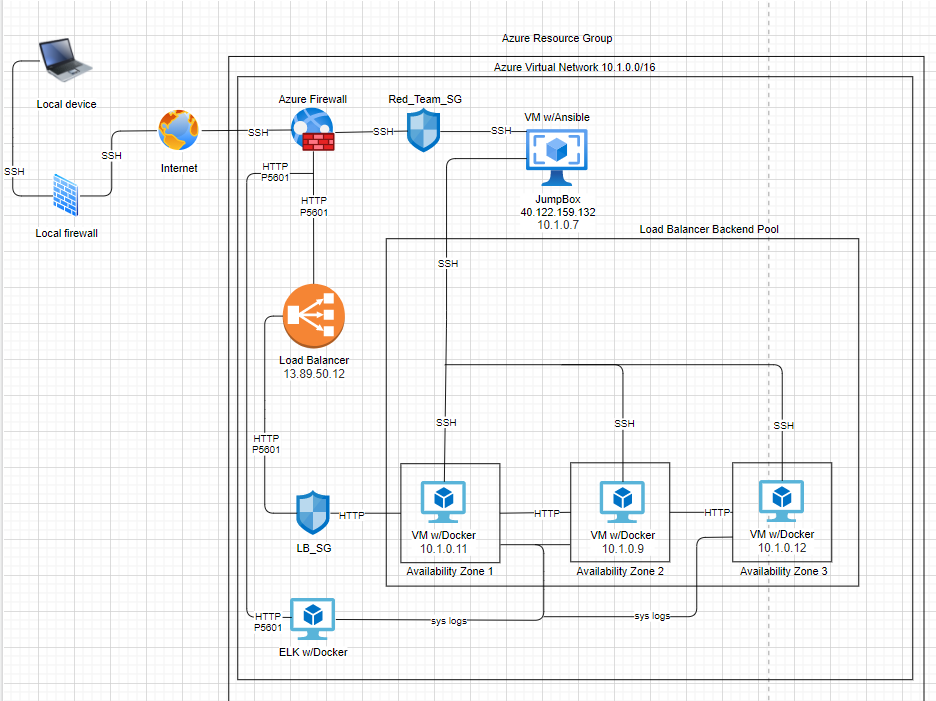 Azure Resource Group
Azure Virtual Network 10.1.0.0/16
Local device
Azure Firewall
Red_Team_SG
VM w/Ansible
SSH
SSH
SSH
SSH
SSH
Internet
HTTP
P5601
HTTP
P5601
Local firewall
JumpBox
40.122.159.132
10.1.0.7
Load Balancer Backend Pool
SSH
Load Balancer
13.89.50.12
SSH
SSH
SSH
HTTP
P5601
HTTP
HTTP
HTTP
LB_SG
VM w/Docker
10.1.0.11
VM w/Docker
10.1.0.9
VM w/Docker
10.1.0.12
Availability Zone 1
Availability Zone 2
Availability Zone 3
HTTP
P5601
sys logs
sys logs
ELK w/Docker